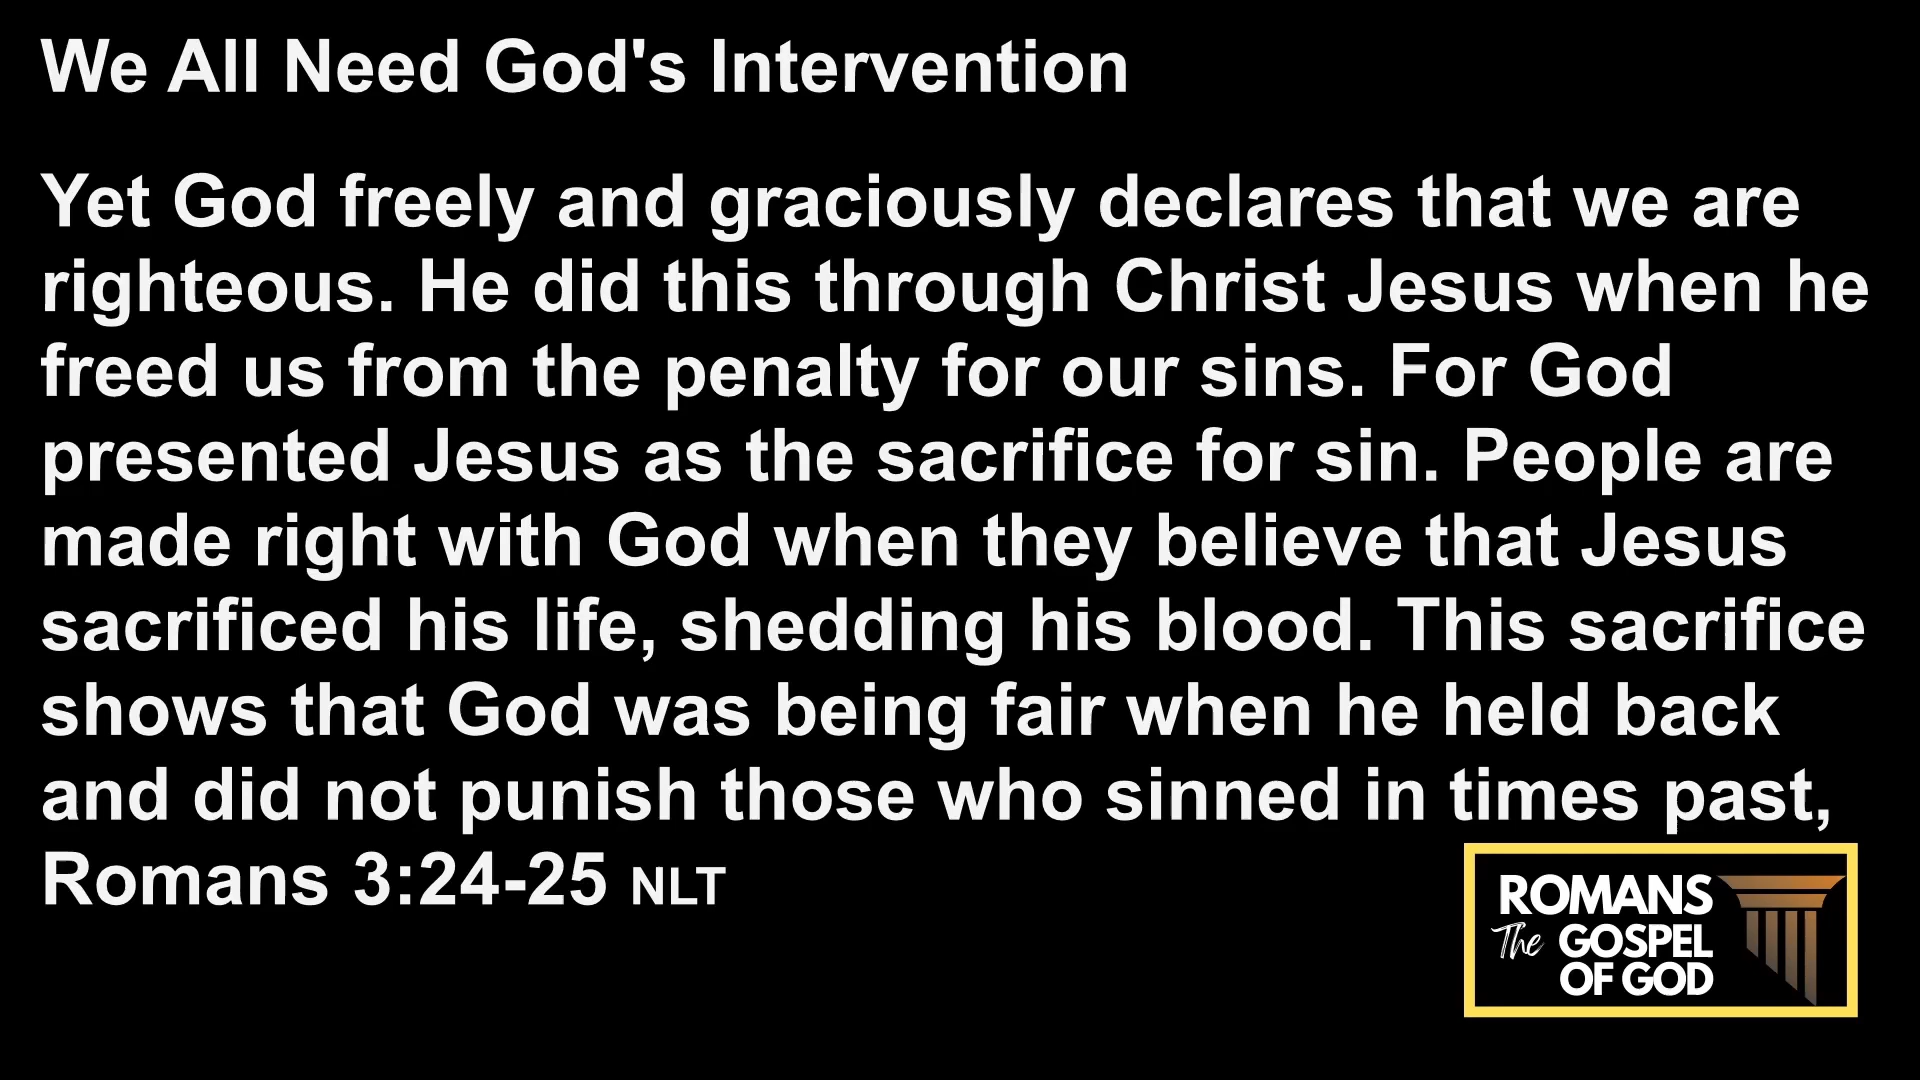 We All Need God's Intervention
Yet God freely and graciously declares that we are
righteous. He did this through Christ Jesus when he
freed us from the penalty for our sins. For God
presented Jesus as the sacrifice for sin. People are
made right with God when they believe that Jesus
sacrificed his life, shedding his blood. This sacrifice
shows that God was being fair when he held back
and did not punish those who sinned in times past,
Romans 3:24-25 NLT
ROMANS
The GOSPEL
OF GOD